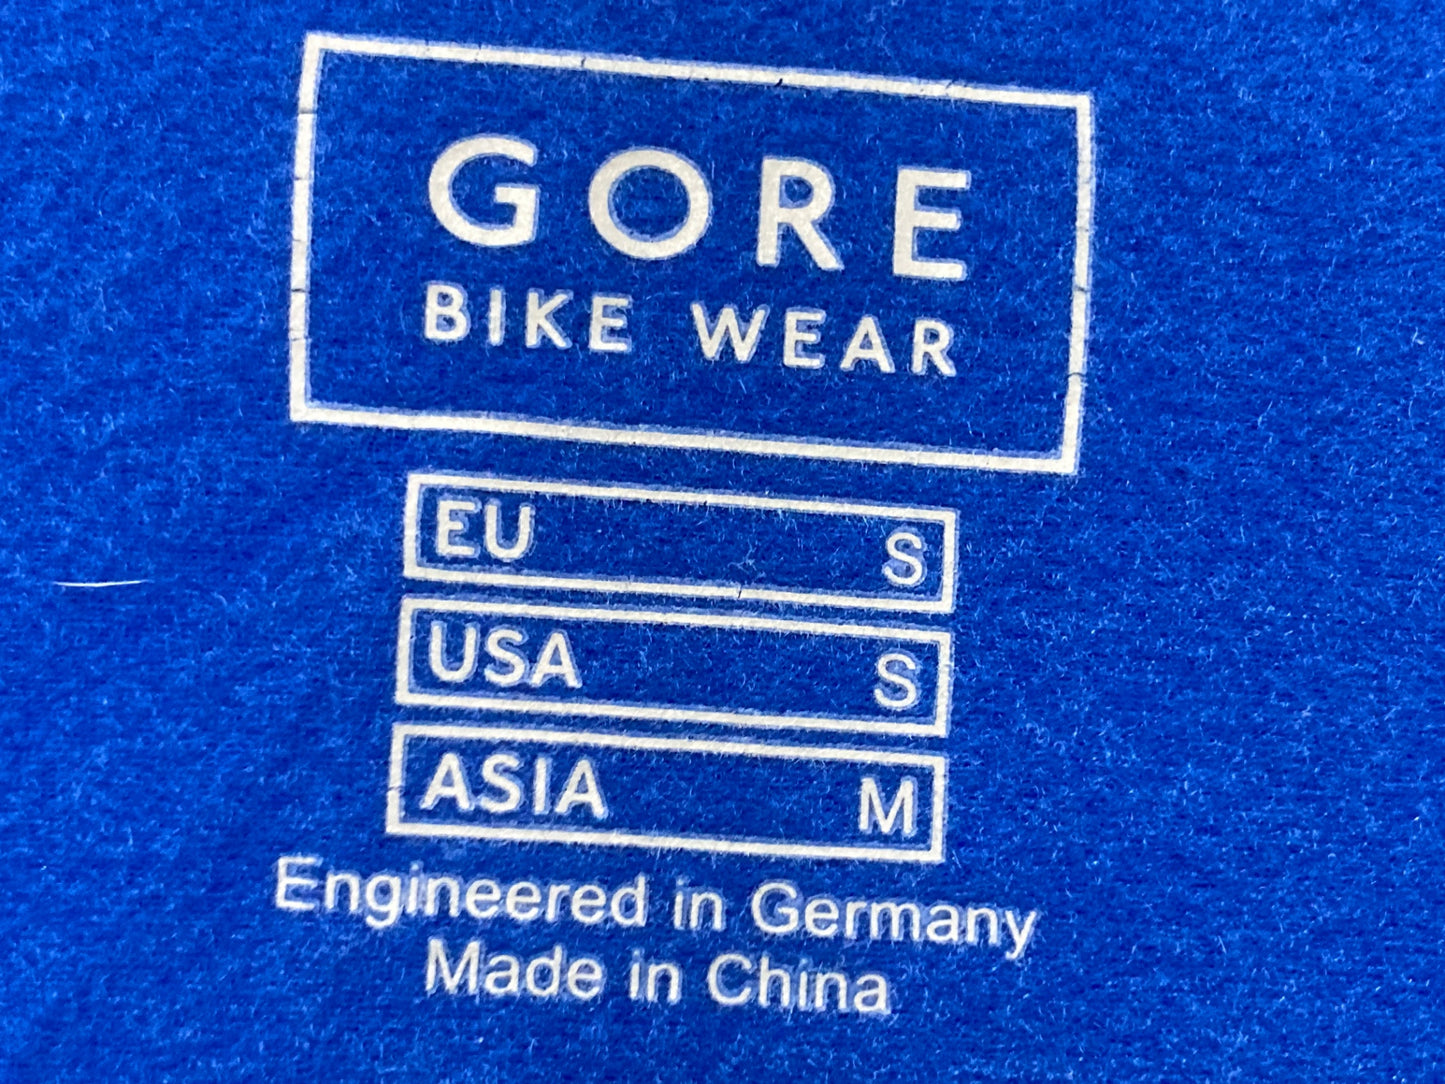 GORE
BIKE WEAR
EU S
USA S
ASIA M
Engineered in Germany
Made in China